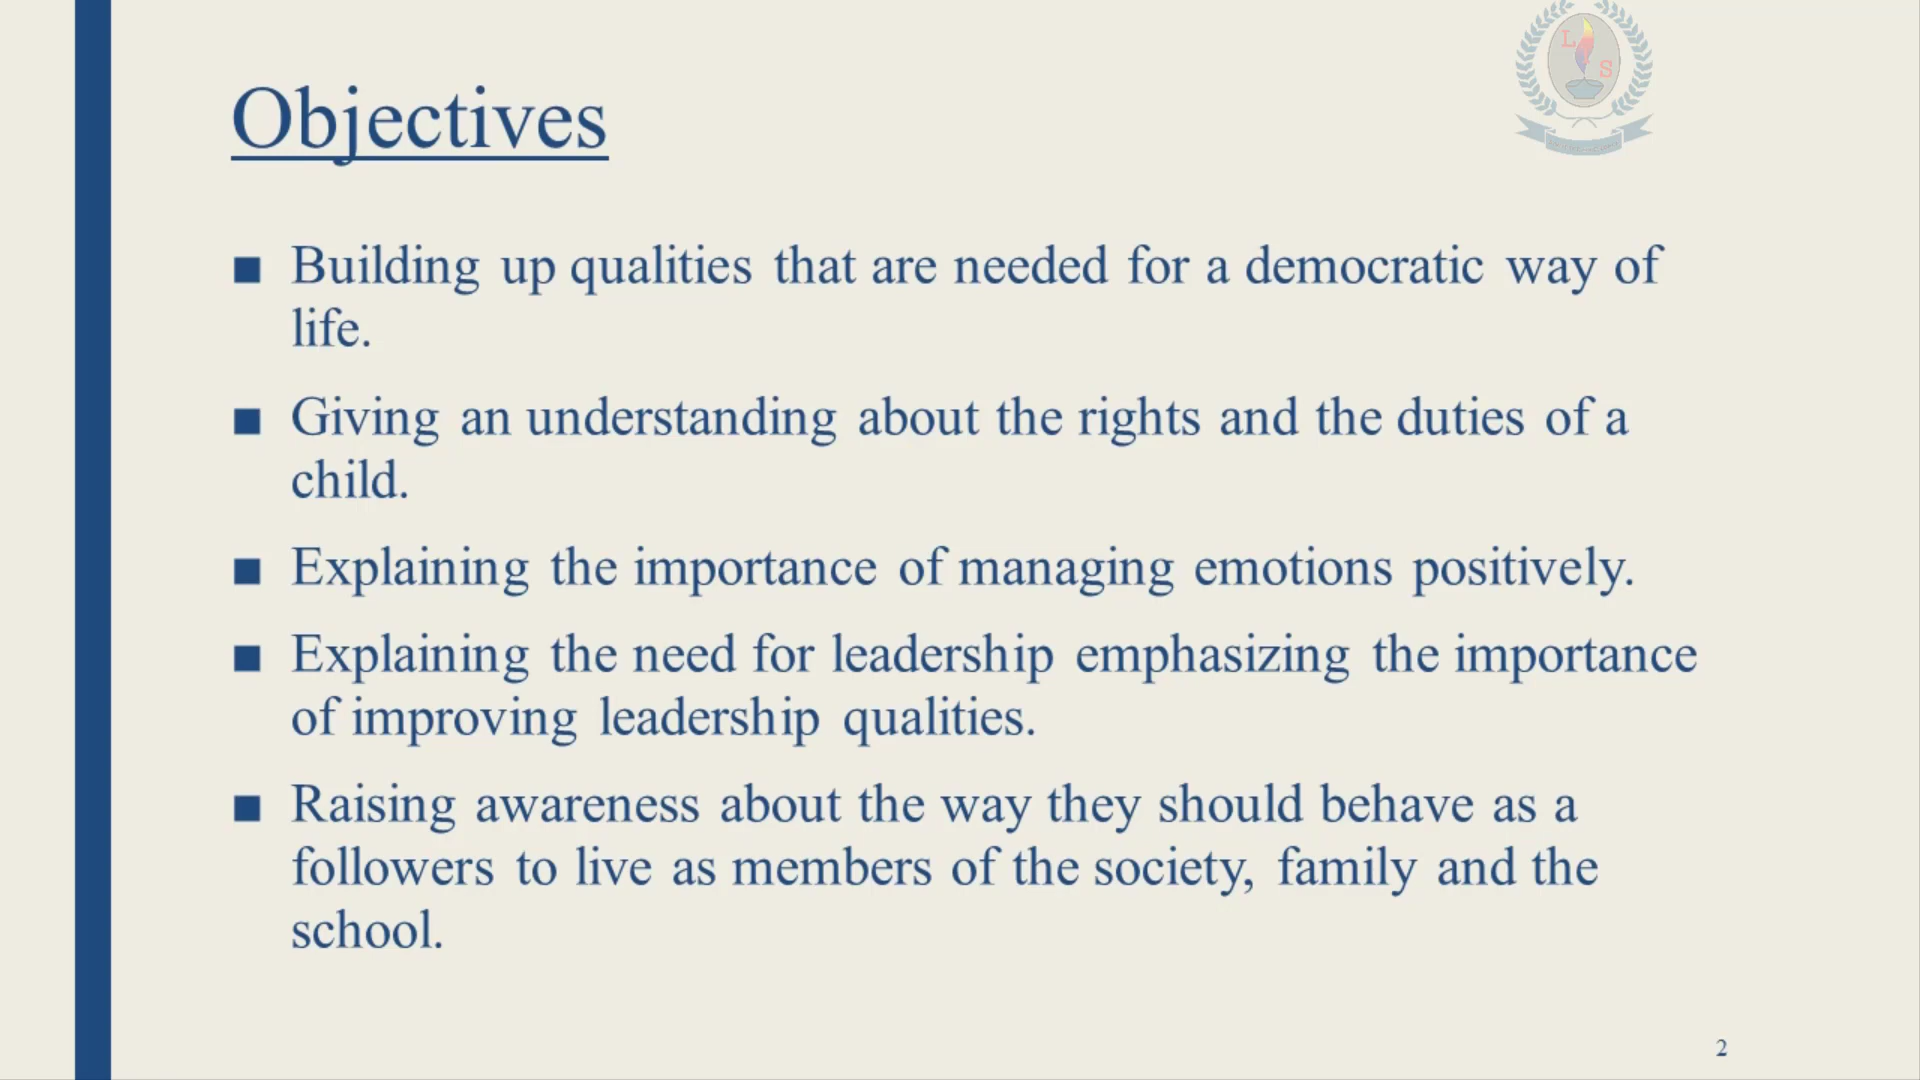 L
S
Objectives
■ Building up qualities that are needed for a democratic way of
life.
■ Giving an understanding about the rights and the duties of a
child.
■ Explaining the importance of managing emotions positively.
■ Explaining the need for leadership emphasizing the importance
of improving leadership qualities.
■ Raising awareness about the way they should behave as a
followers to live as members of the society, family and the
school.
2